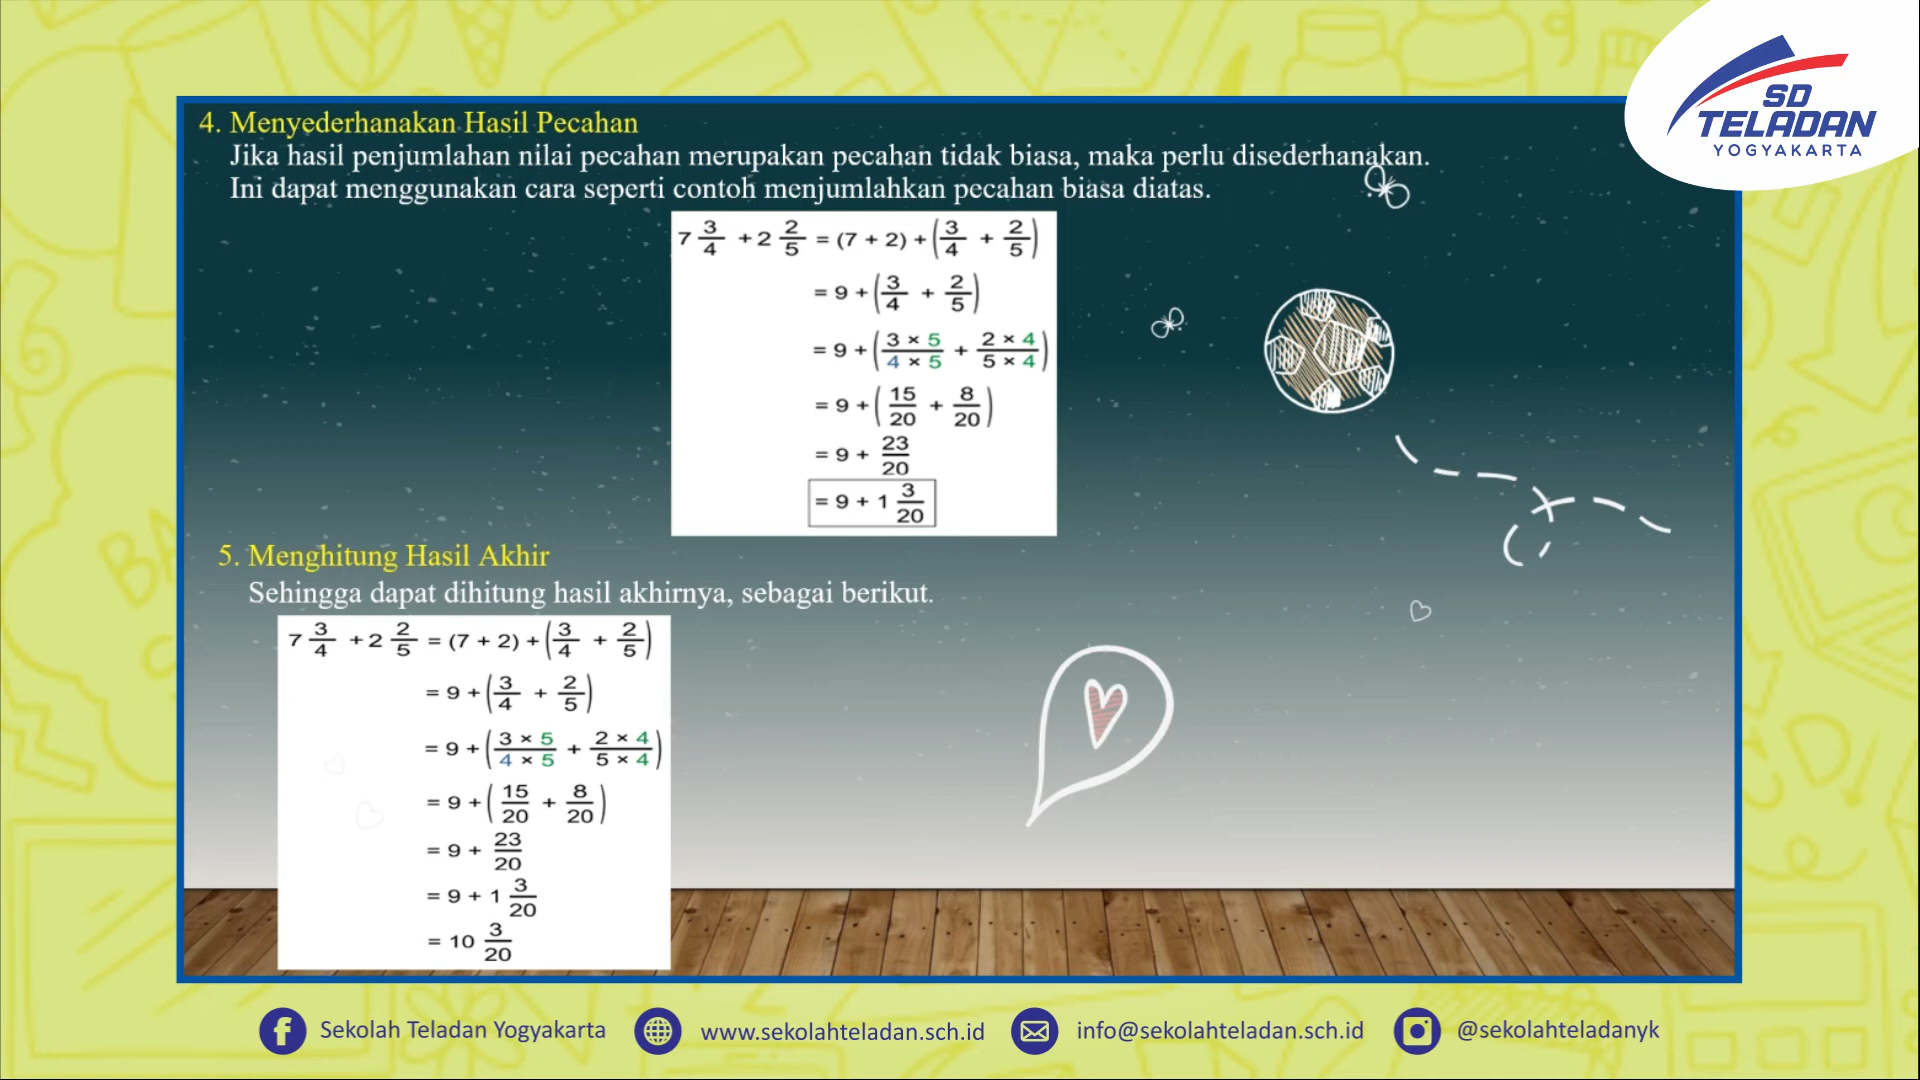 SD
TELADAN
YOGYAKARTA
4. Menyederhanakan Hasil Pecahan
Jika hasil penjumlahan nilai pecahan merupakan pecahan tidak biasa, maka perlu disederhanakan.
Ini dapat menggunakan cara seperti contoh menjumlahkan pecahan biasa diatas.
7 3/4 + 2 2/5 = (7 + 2) + (3/4 + 2/5)
= 9 + (3/4 + 2/5)
= 9 + (3 × 5/4 × 5 + 2 × 4/5 × 4)
= 9 + (15/20 + 8/20)
= 9 + 23/20
= 9 + 1 3/20
5. Menghitung Hasil Akhir
Sehingga dapat dihitung hasil akhirnya, sebagai berikut.
7 3/4 + 2 2/5 = (7 + 2) + (3/4 + 2/5)
= 9 + (3/4 + 2/5)
= 9 + (3 × 5/4 × 5 + 2 × 4/5 × 4)
= 9 + (15/20 + 8/20)
= 9 + 23/20
= 9 + 1 3/20
= 10 3/20
Sekolah Teladan Yogyakarta www.sekolahteladan.sch.id info@sekolahteladan.sch.id @sekolahteladanyk